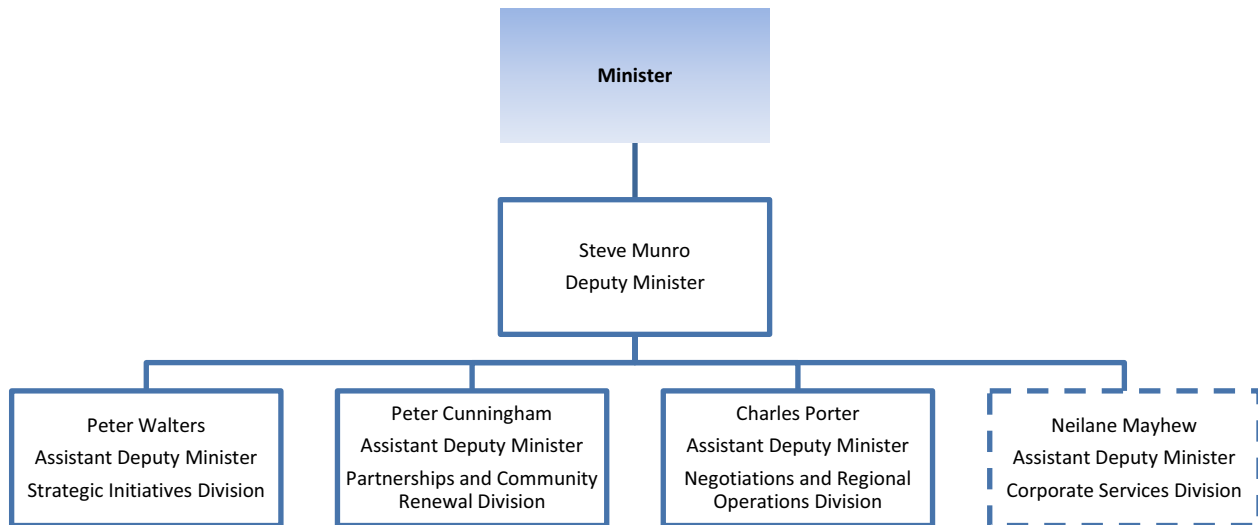 Minister
Steve Munro
Deputy Minister
Peter Walters
Assistant Deputy Minister
Strategic Initiatives Division
Peter Cunningham
Assistant Deputy Minister
Partnerships and Community
Renewal Division
Charles Porter
Assistant Deputy Minister
Negotiations and Regional
Operations Division
Neilane Mayhew
Assistant Deputy Minister
Corporate Services Division